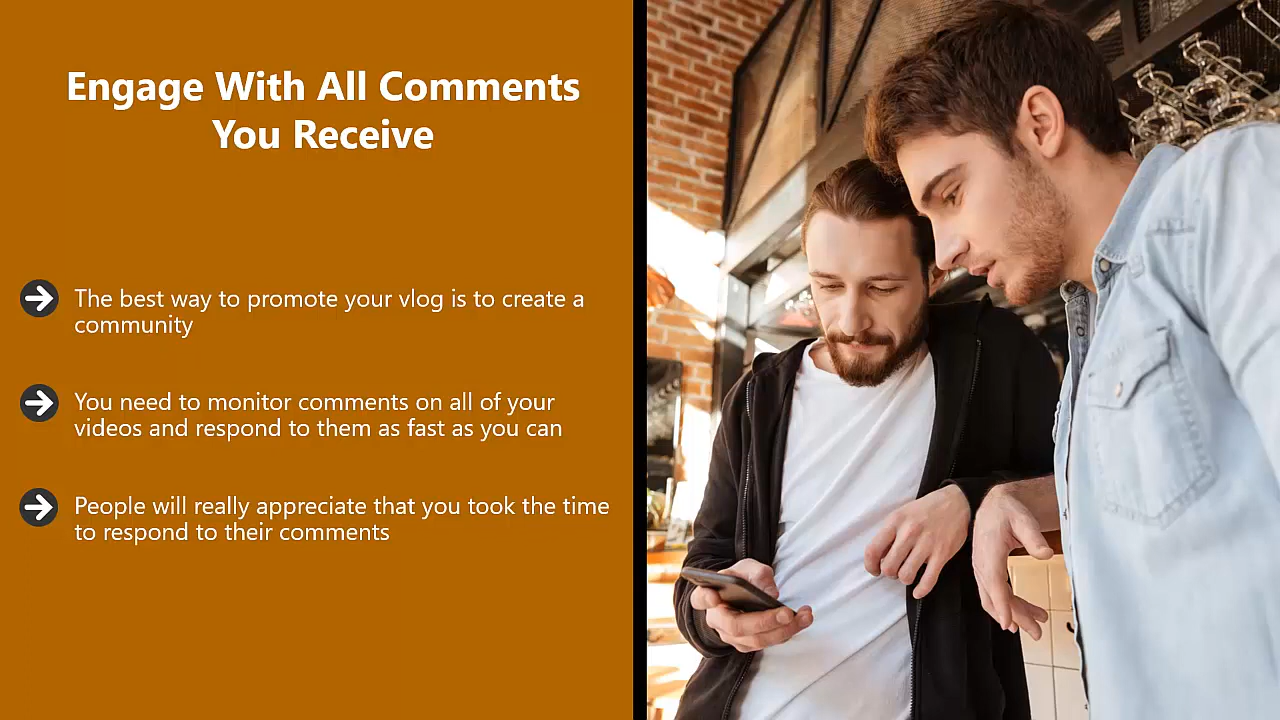 Engage With All Comments
You Receive
The best way to promote your vlog is to create a
community
You need to monitor comments on all of your
videos and respond to them as fast as you can
People will really appreciate that you took the time
to respond to their comments